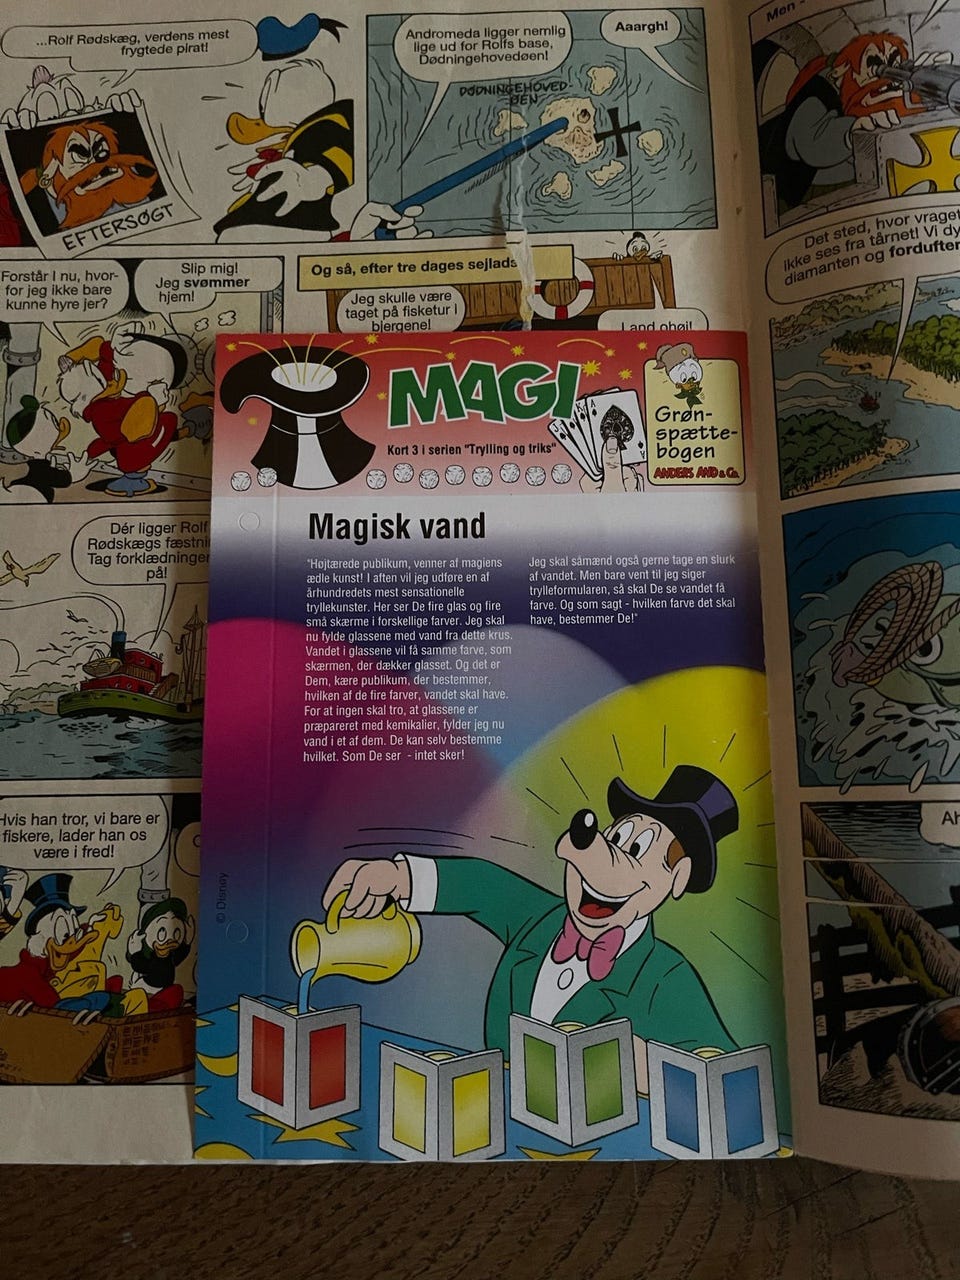 ...Rolf Rødskæg, verdens mest
frygtede pirat!
EFTERSØGT
Andromeda ligger nemlig
lige ud for Rolfs base,
Dødningehovedøen!
Aaargh!
DØDNINGEHOVED-
ØEN
Forstår I nu, hvor-
for jeg ikke bare
kunne hyre jer?
Slip mig!
Jeg svømmer
hjem!
Og så, efter tre dages sejlads
Jeg skulle være
taget på fisketur i
bjergene!
Land ohøj!
Dér ligger Rolf
Rødskægs
Tag forklædninger
på!
Hvis han tror, vi bare er
fiskere, lader han os
være i fred!
Men -
Det sted, hvor vraget
ikke ses fra tårnet! Vi
diamanten og
MAGI
Kort 3 i serien "Trylling og triks"
A
Grøn-
spætte-
bogen
ANDERS AND & Co.
Magisk vand
"Højtærede publikum, venner af magiens
ædle kunst! I aften vil jeg udføre en af
århundredets mest sensationelle
tryllekunster. Her ser De fire glas og fire
små skærme i forskellige farver. Jeg skal
nu fylde glassene med vand fra dette krus.
Vandet i glassene vil få samme farve, som
skærmen, der dækker glasset. Og det er
Dem, kære publikum, der bestemmer,
hvilken af de fire farver, vandet skal have.
For at ingen skal tro, at glassene er
præpareret med kemikalier, fylder jeg nu
vand i et af dem. De kan selv bestemme
hvilket. Som De ser - intet sker!
Jeg skal såmænd også gerne tage en slurk
af vandet. Men bare vent til jeg siger
trylleformularen, så skal De se vandet få
farve. Og som sagt - hvilken farve det skal
have, bestemmer De!"
© Disney